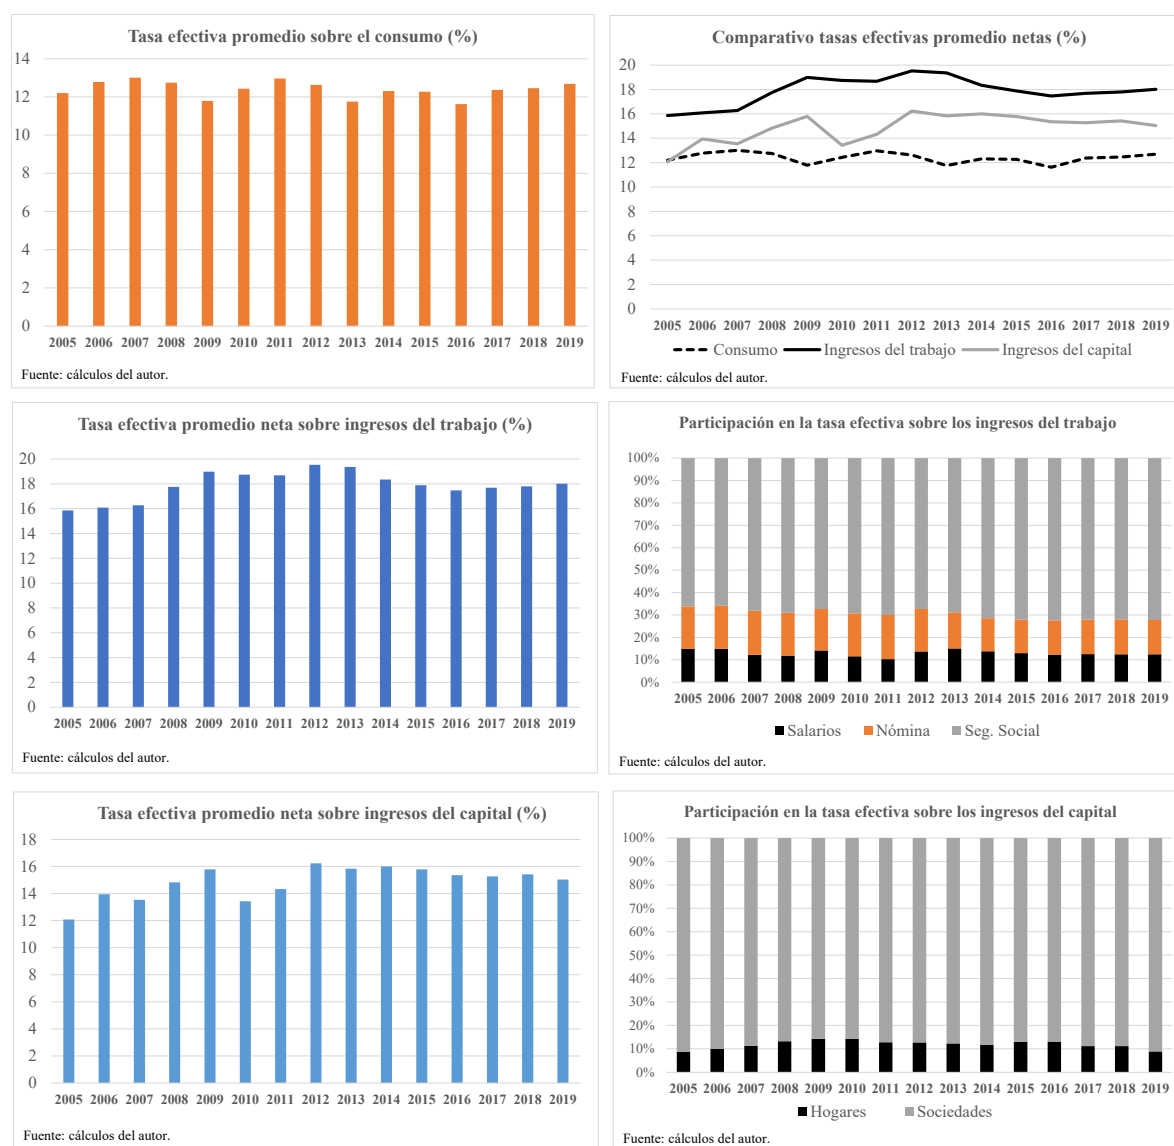 Tasa efectiva promedio sobre el consumo (%)
14
12
10
8
6
4
2
0
2005 2006 2007 2008 2009 2010 2011 2012 2013 2014 2015 2016 2017 2018 2019
Fuente: cálculos del autor.
Comparativo tasas efectivas promedio netas (%)
20
18
16
14
12
10
8
6
4
2
0
2005 2006 2007 2008 2009 2010 2011 2012 2013 2014 2015 2016 2017 2018 2019
Consumo Ingresos del trabajo Ingresos del capital
Fuente: cálculos del autor.
Tasa efectiva promedio neta sobre ingresos del trabajo (%)
20
18
16
14
12
10
8
6
4
2
0
2005 2006 2007 2008 2009 2010 2011 2012 2013 2014 2015 2016 2017 2018 2019
Fuente: cálculos del autor.
Participación en la tasa efectiva sobre los ingresos del trabajo
100%
90%
80%
70%
60%
50%
40%
30%
20%
10%
0%
2005 2006 2007 2008 2009 2010 2011 2012 2013 2014 2015 2016 2017 2018 2019
Salarios Nómina Seg. Social
Fuente: cálculos del autor.
Tasa efectiva promedio neta sobre ingresos del capital (%)
18
16
14
12
10
8
6
4
2
0
2005 2006 2007 2008 2009 2010 2011 2012 2013 2014 2015 2016 2017 2018 2019
Fuente: cálculos del autor.
Participación en la tasa efectiva sobre los ingresos del capital
100%
90%
80%
70%
60%
50%
40%
30%
20%
10%
0%
2005 2006 2007 2008 2009 2010 2011 2012 2013 2014 2015 2016 2017 2018 2019
Hogares Sociedades
Fuente: cálculos del autor.